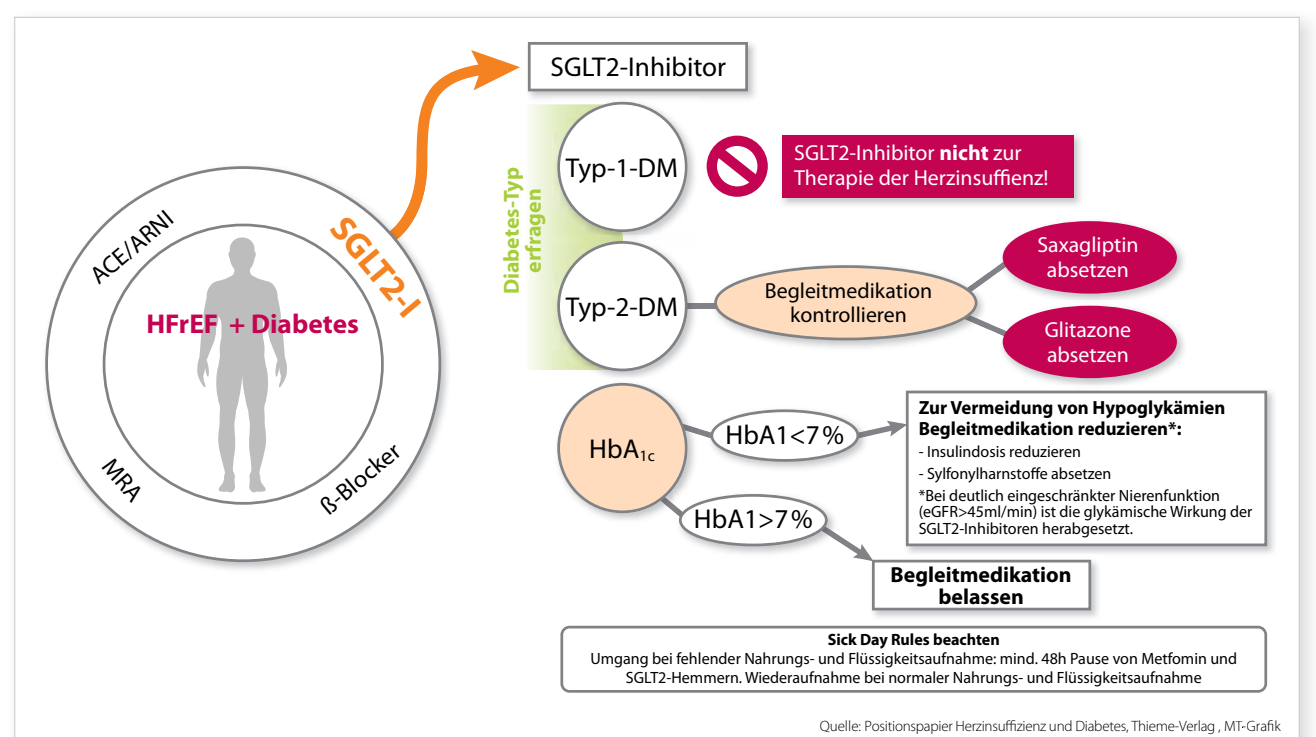 SGLT2-Inhibitor
ACE/ARNI
SGLT2-I
HFrEF + Diabetes
MRA
ß-Blocker
Diabetes-Typ
erfragen
Typ-1-DM
SGLT2-Inhibitor nicht zur
Therapie der Herzinsuffienz!
Typ-2-DM
Begleitmedikation
kontrollieren
Saxagliptin
absetzen
Glitazone
absetzen
HbA1c
HbA1<7%
Zur Vermeidung von Hypoglykämien
Begleitmedikation reduzieren*:
- Insulindosis reduzieren
- Sylfonylharnstoffe absetzen
*Bei deutlich eingeschränkter Nierenfunktion
(eGFR>45ml/min) ist die glykämische Wirkung der
SGLT2-Inhibitoren herabgesetzt.
HbA1>7%
Begleitmedikation
belassen
Sick Day Rules beachten
Umgang bei fehlender Nahrungs- und Flüssigkeitsaufnahme: mind. 48h Pause von Metfomin und
SGLT2-Hemmern. Wiederaufnahme bei normaler Nahrungs- und Flüssigkeitsaufnahme
Quelle: Positionspapier Herzinsuffizienz und Diabetes, Thieme-Verlag , MT-Grafik